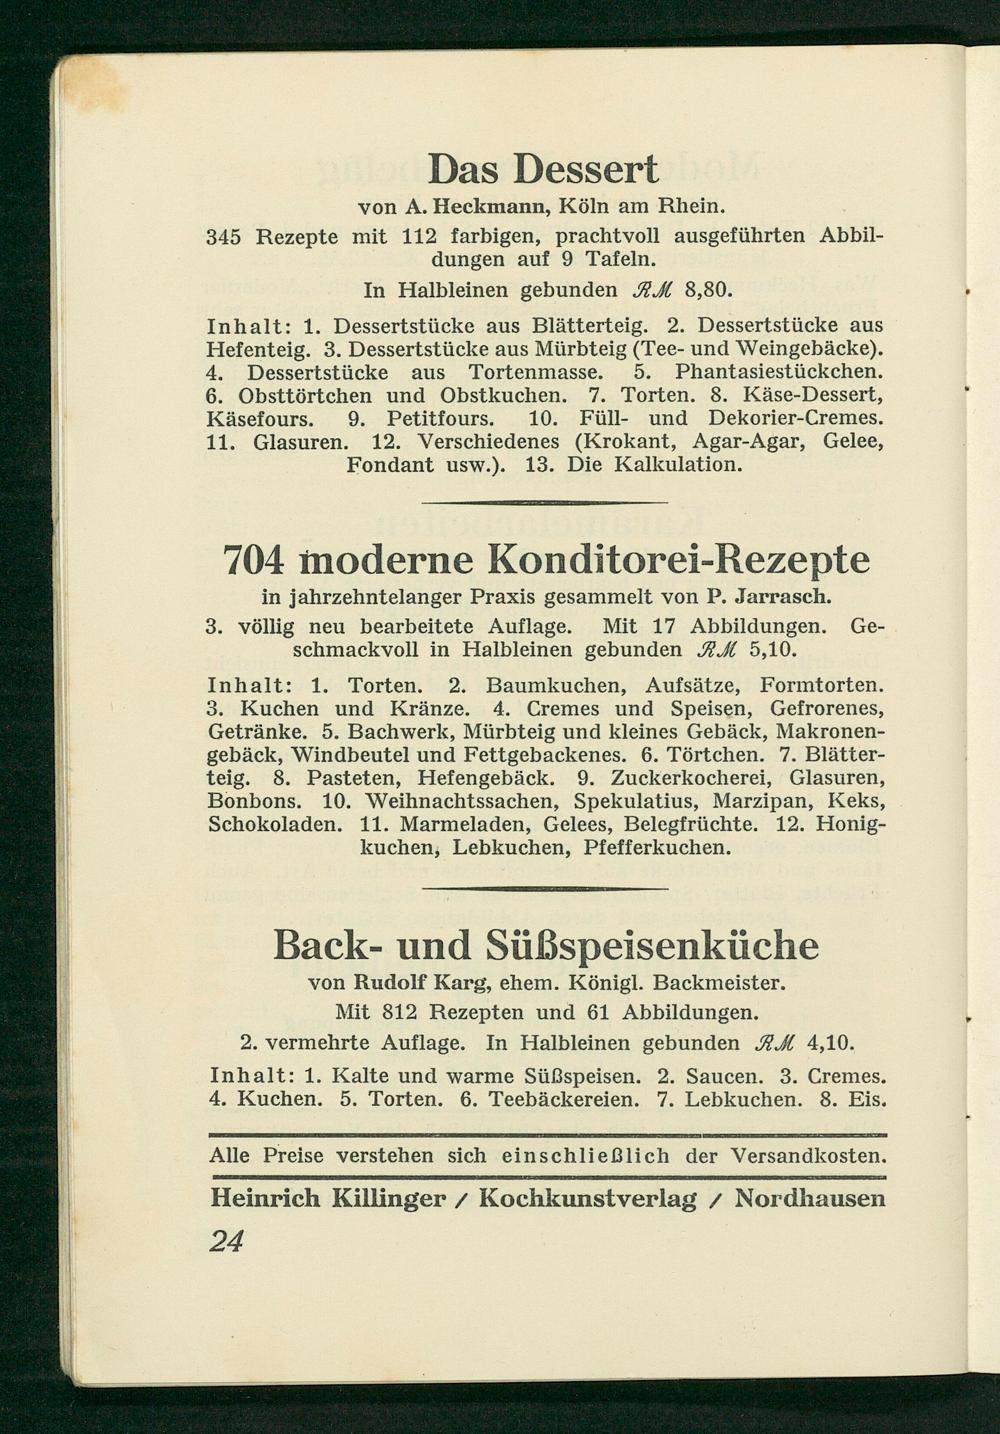 Das Dessert
von A. Heckmann, Köln am Rhein.
345 Rezepte mit 112 farbigen, prachtvoll ausgeführten Abbil-
dungen auf 9 Tafeln.
In Halbleinen gebunden RM 8,80.
Inhalt: 1. Dessertstücke aus Blätterteig. 2. Dessertstücke aus
Hefenteig. 3. Dessertstücke aus Mürbteig (Tee- und Weingebäcke).
4. Dessertstücke aus Tortenmasse. 5. Phantasiestückchen.
6. Obsttörtchen und Obstkuchen. 7. Torten. 8. Käse-Dessert,
Käsefours. 9. Petitfours. 10. Füll- und Dekorier-Cremes.
11. Glasuren. 12. Verschiedenes (Krokant, Agar-Agar, Gelee,
Fondant usw.). 13. Die Kalkulation.
704 moderne Konditorei-Rezepte
in jahrzehntelanger Praxis gesammelt von P. Jarrasch.
3. völlig neu bearbeitete Auflage. Mit 17 Abbildungen. Ge-
schmackvoll in Halbleinen gebunden RM 5,10.
Inhalt: 1. Torten. 2. Baumkuchen, Aufsätze, Formtorten.
3. Kuchen und Kränze. 4. Cremes und Speisen, Gefrorenes,
Getränke. 5. Bachwerk, Mürbteig und kleines Gebäck, Makronen-
gebäck, Windbeutel und Fettgebackenes. 6. Törtchen. 7. Blätter-
teig. 8. Pasteten, Hefengebäck. 9. Zuckerkocherei, Glasuren,
Bonbons. 10. Weihnachtssachen, Spekulatius, Marzipan, Keks,
Schokoladen. 11. Marmeladen, Gelees, Belegfrüchte. 12. Honig-
kuchen, Lebkuchen, Pfefferkuchen.
Back- und Süßspeisenküche
von Rudolf Karg, ehem. Königl. Backmeister.
Mit 812 Rezepten und 61 Abbildungen.
2. vermehrte Auflage. In Halbleinen gebunden RM 4,10.
Inhalt: 1. Kalte und warme Süßspeisen. 2. Saucen. 3. Cremes.
4. Kuchen. 5. Torten. 6. Teebäckereien. 7. Lebkuchen. 8. Eis.
Alle Preise verstehen sich einschließlich der Versandkosten.
Heinrich Killinger / Kochkunstverlag / Nordhausen
24